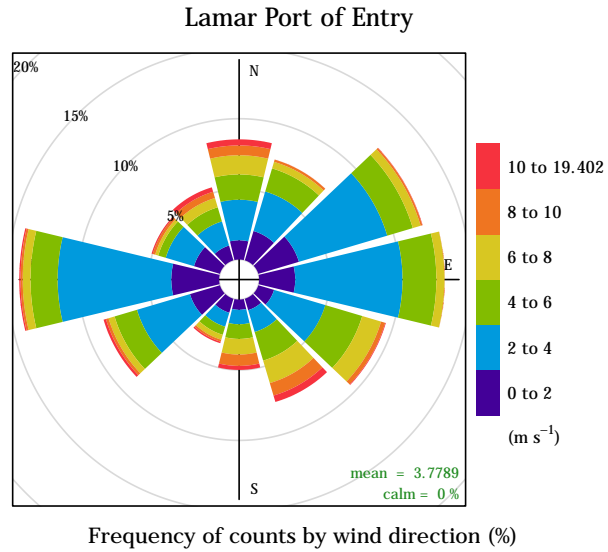 Lamar Port of Entry
20%
15%
10%
5%
N
E
S
10 to 19.402
8 to 10
6 to 8
4 to 6
2 to 4
0 to 2
(m s⁻¹)
mean = 3.7789
calm = 0 %
Frequency of counts by wind direction (%)